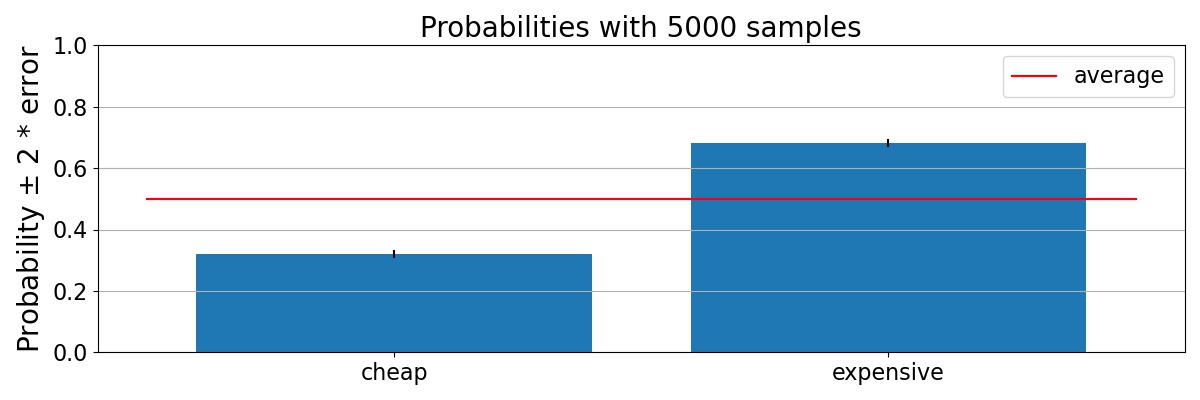 Probabilities with 5000 samples
Probability ± 2 * error
1.0
0.8
0.6
0.4
0.2
0.0
average
cheap
expensive